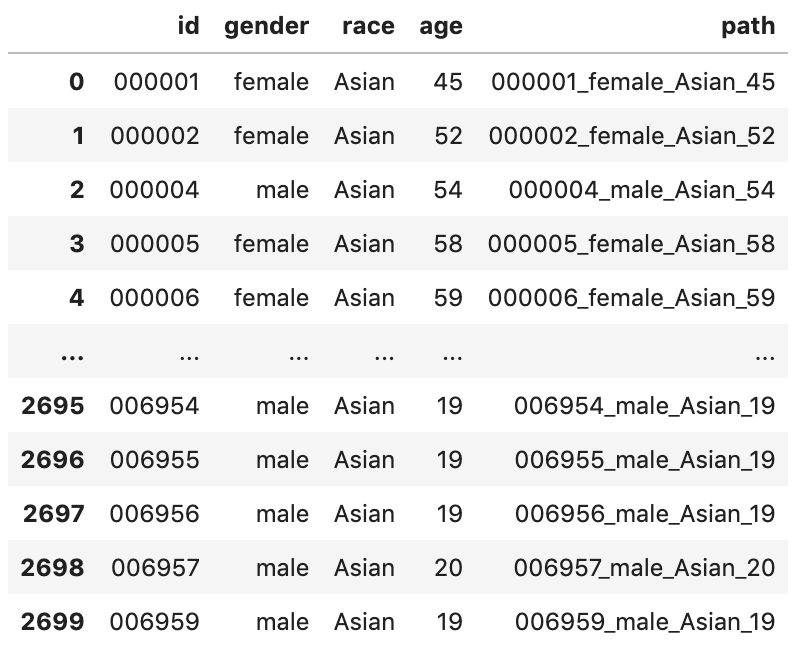 id gender race age path
0 000001 female Asian 45 000001_female_Asian_45
1 000002 female Asian 52 000002_female_Asian_52
2 000004 male Asian 54 000004_male_Asian_54
3 000005 female Asian 58 000005_female_Asian_58
4 000006 female Asian 59 000006_female_Asian_59
... ... ... ... ... ...
2695 006954 male Asian 19 006954_male_Asian_19
2696 006955 male Asian 19 006955_male_Asian_19
2697 006956 male Asian 19 006956_male_Asian_19
2698 006957 male Asian 20 006957_male_Asian_20
2699 006959 male Asian 19 006959_male_Asian_19